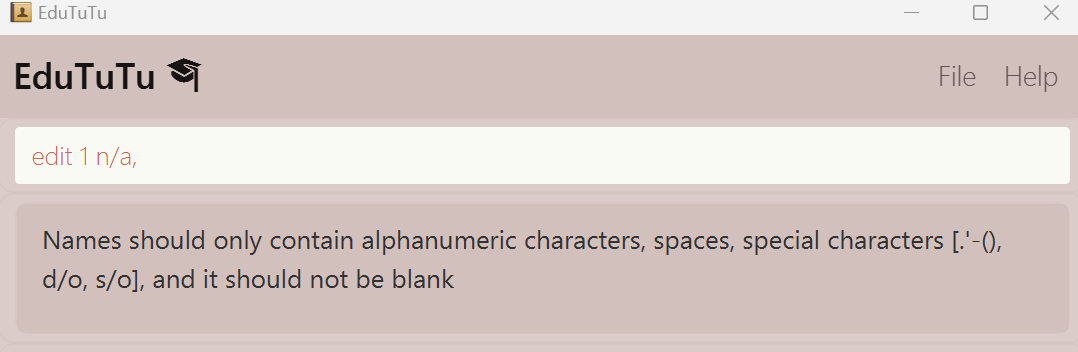 EduTuTu
EduTuTu
File Help
edit 1 n/a,
Names should only contain alphanumeric characters, spaces, special characters [.'-(),
d/o, s/o], and it should not be blank